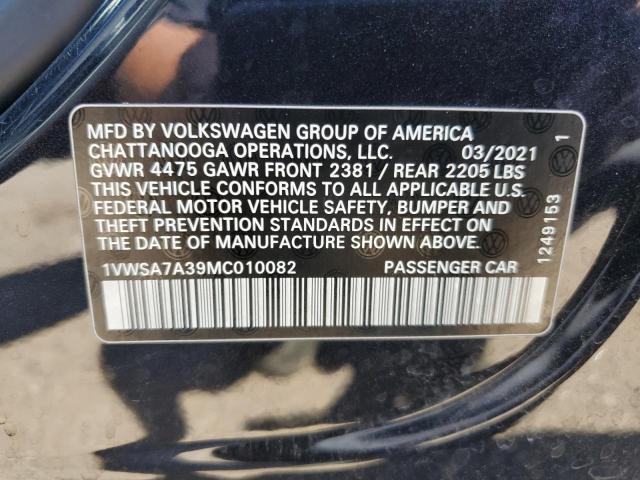 MFD BY VOLKSWAGEN GROUP OF AMERICA
CHATTANOOGA OPERATIONS, LLC. 03/2021
GVWR 4475 GAWR FRONT 2381 / REAR 2205 LBS
THIS VEHICLE CONFORMS TO ALL APPLICABLE U.S.
FEDERAL MOTOR VEHICLE SAFETY, BUMPER AND
THEFT PREVENTION STANDARDS IN EFFECT ON
THE DATE OF MANUFACTURE SHOWN ABOVE.
1VWSA7A39MC010082 PASSENGER CAR
1249153 1